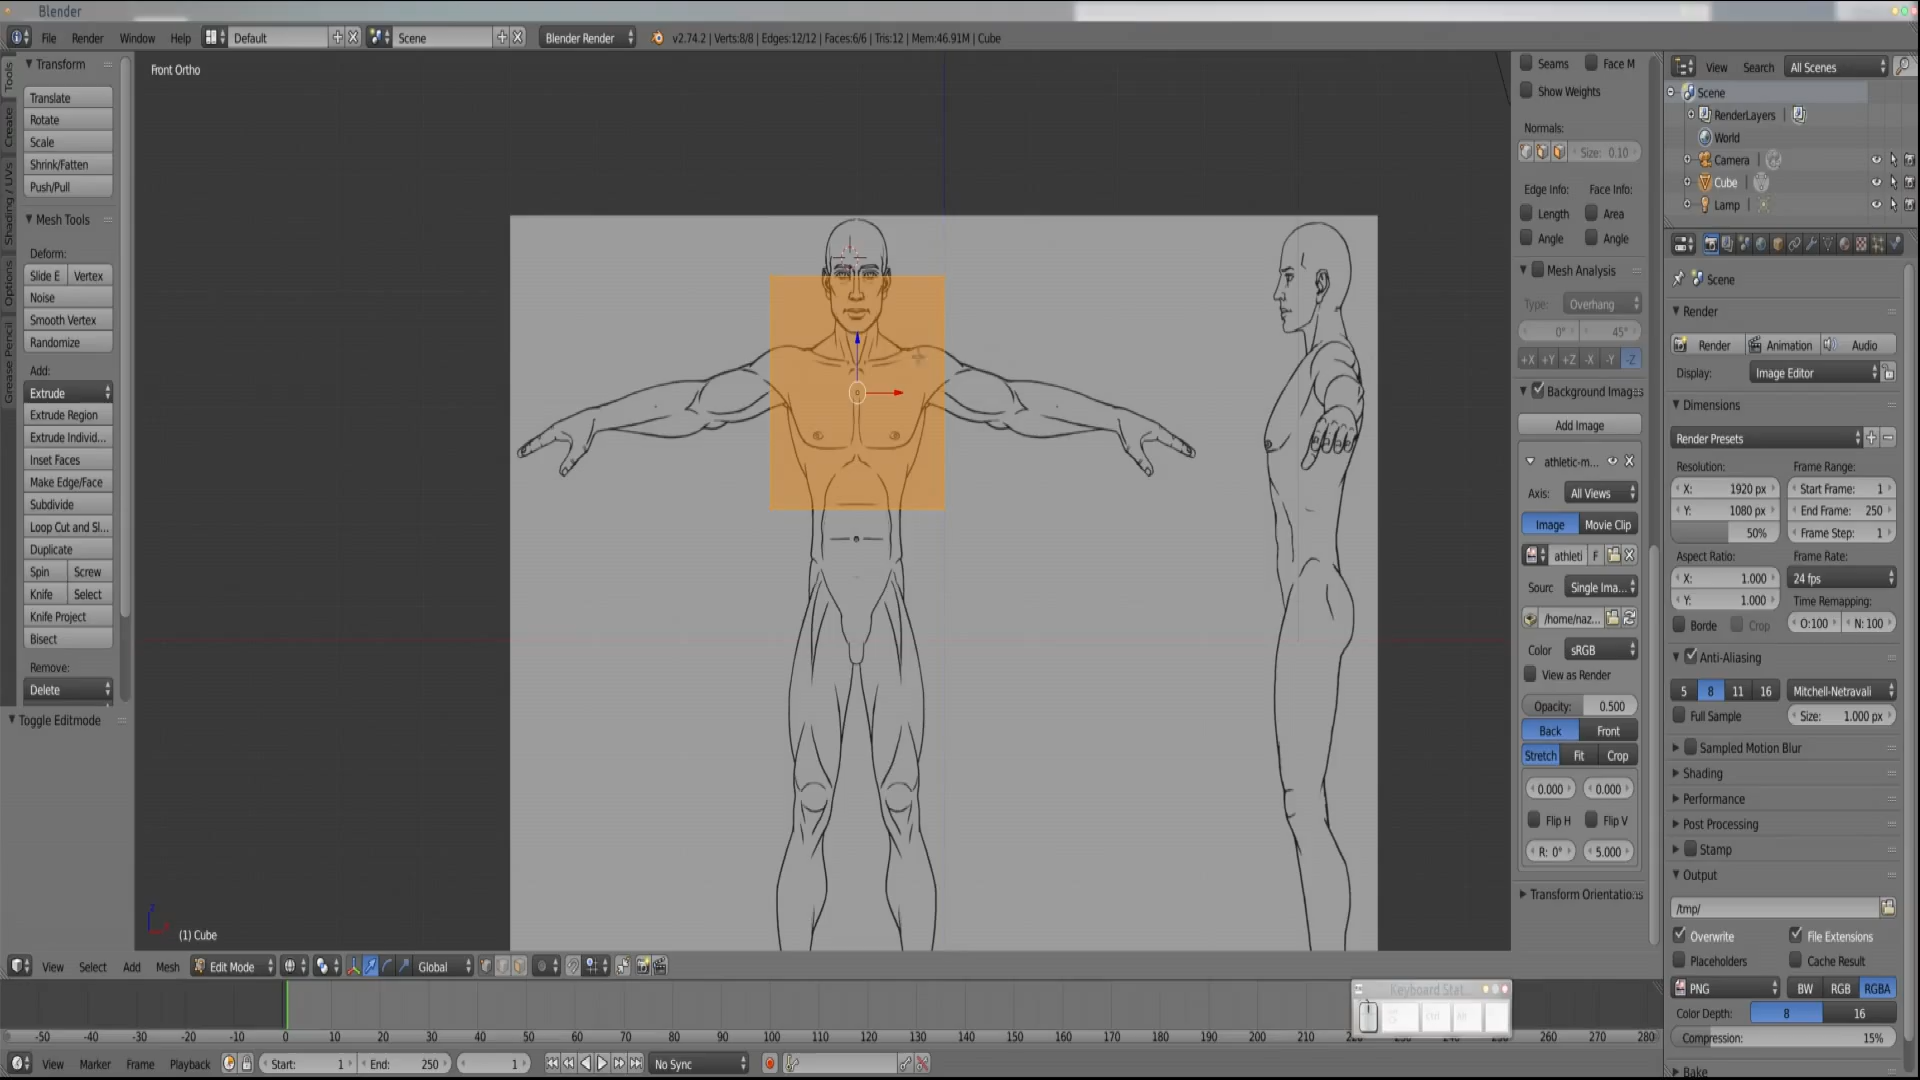 Blender
File Render Window Help Default Scene Blender Render v2.74.2 | Verts:8/8 | Edges:12/12 | Faces:6/6 | Tris:12 | Mem:46.91M | Cube
Tools
Create
Shading / UVs
Options
Grease Pencil
Transform
Translate
Rotate
Scale
Shrink/Fatten
Push/Pull
Mesh Tools
Deform:
Slide E Vertex
Noise
Smooth Vertex
Randomize
Add:
Extrude
Extrude Region
Extrude Individ...
Inset Faces
Make Edge/Face
Subdivide
Loop Cut and Sl...
Duplicate
Spin Screw
Knife Select
Knife Project
Bisect
Remove:
Delete
Toggle Editmode
Front Ortho
Z
(1) Cube
Seams Face M
Show Weights
Normals:
Size: 0.10
Edge Info: Face Info:
Length Area
Angle Angle
Mesh Analysis
Type: Overhang
0° 45°
+X +Y +Z -X -Y -Z
Background Images
Add Image
athletic-m...
Axis: All Views
Image Movie Clip
athleti F
Sourc Single Ima...
/home/naz...
Color sRGB
View as Render
Opacity: 0.500
Back Front
Stretch Fit Crop
0.000 0.000
Flip H Flip V
R: 0° 5.000
Transform Orientations
View Search All Scenes
Scene
RenderLayers
World
Camera
Cube
Lamp
Scene
Render
Render Animation Audio
Display: Image Editor
Dimensions
Render Presets
Resolution: Frame Range:
X: 1920 px Start Frame: 1
Y: 1080 px End Frame: 250
50% Frame Step: 1
Aspect Ratio: Frame Rate:
X: 1.000 24 fps
Y: 1.000 Time Remapping:
Borde Crop O:100 N: 100
Anti-Aliasing
5 8 11 16 Mitchell-Netravali
Full Sample Size: 1.000 px
Sampled Motion Blur
Shading
Performance
Post Processing
Stamp
Output
/tmp/
Overwrite File Extensions
Placeholders Cache Result
PNG BW RGB RGBA
Color Depth: 8 16
Compression: 15%
Bake
View Select Add Mesh Edit Mode Global
Keyboard Stat...
Ctrl
-50 -40 -30 -20 -10 0 10 20 30 40 50 60 70 80 90 100 110 120 130 140 150 160 170 180 190 200 210 220 230 240 250 260 270 280
View Marker Frame Playback Start: 1 End: 250 1 No Sync